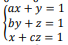 ax + y = 1
by + z = 1
x + cz = 1